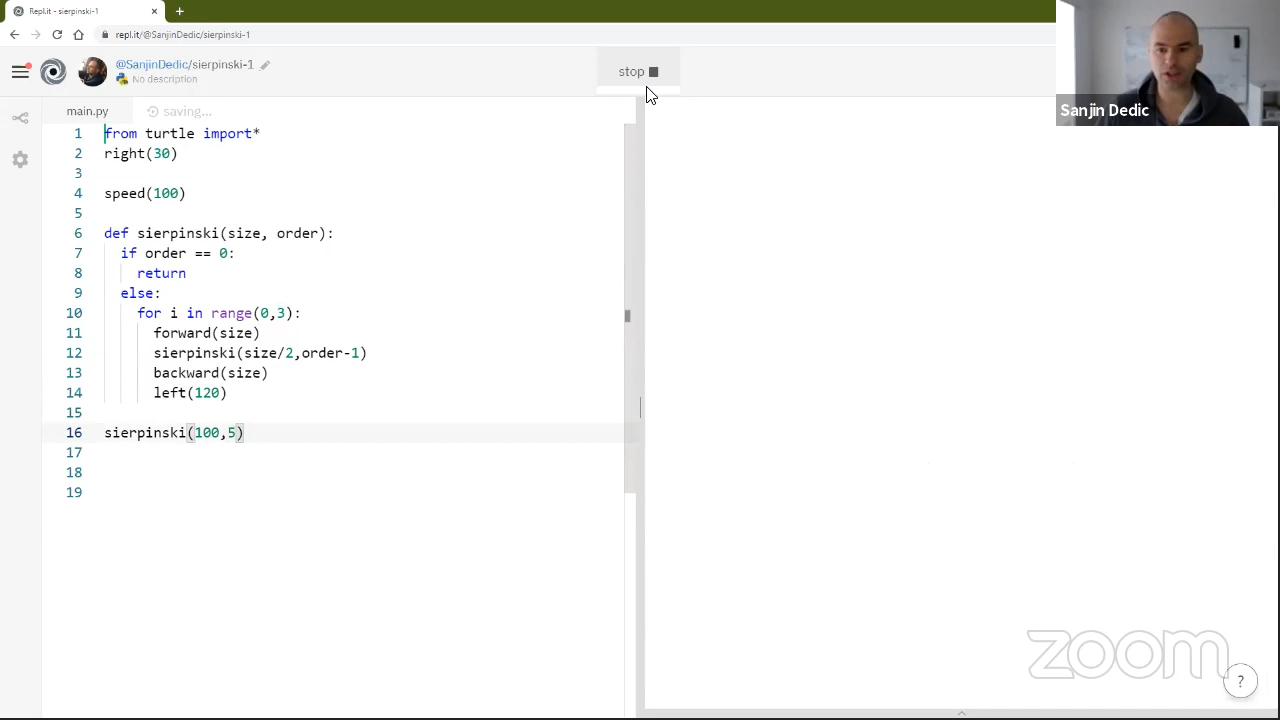 Repl.it - sierpinski-1
repl.it/@SanjinDedic/sierpinski-1
@SanjinDedic/sierpinski-1
No description
stop
main.py
saving...
1 from turtle import*
2 right(30)
3
4 speed(100)
5
6 def sierpinski(size, order):
7 if order == 0:
8 return
9 else:
10 for i in range(0,3):
11 forward(size)
12 sierpinski(size/2,order-1)
13 backward(size)
14 left(120)
15
16 sierpinski(100,5)
17
18
19
Sanjin Dedic
zoom
?